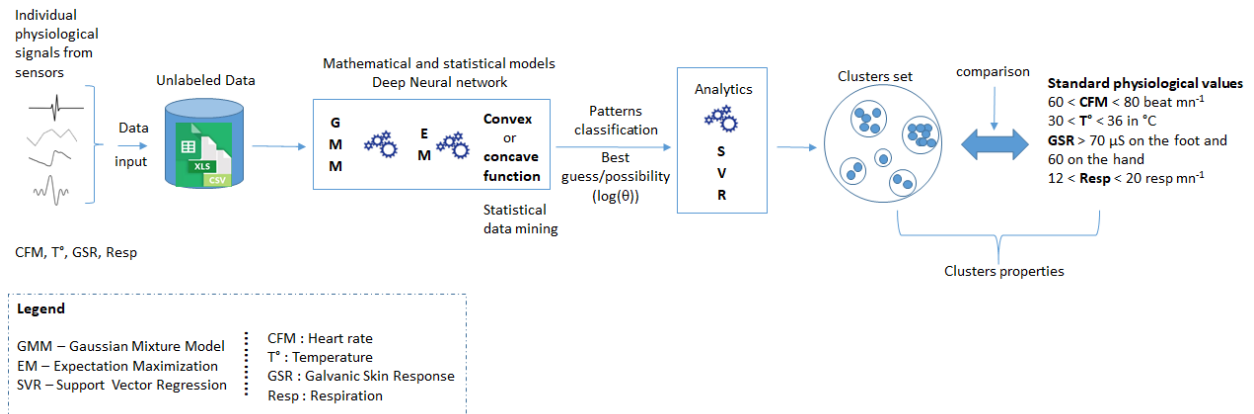 Individual
physiological
signals from
sensors
CFM, T°, GSR, Resp
Data
input
Unlabeled Data
XLS
CSV
Mathematical and statistical models
Deep Neural network
G
M
M
E
M
Convex
or
concave
function
Statistical
data mining
Patterns
classification
Best
guess/possibility
(log(θ))
Analytics
S
V
R
Clusters set
comparison
Standard physiological values
60 < CFM < 80 beat mn⁻¹
30 < T° < 36 in °C
GSR > 70 µS on the foot and
60 on the hand
12 < Resp < 20 resp mn⁻¹
Clusters properties
Legend
GMM – Gaussian Mixture Model
EM – Expectation Maximization
SVR – Support Vector Regression
CFM : Heart rate
T° : Temperature
GSR : Galvanic Skin Response
Resp : Respiration